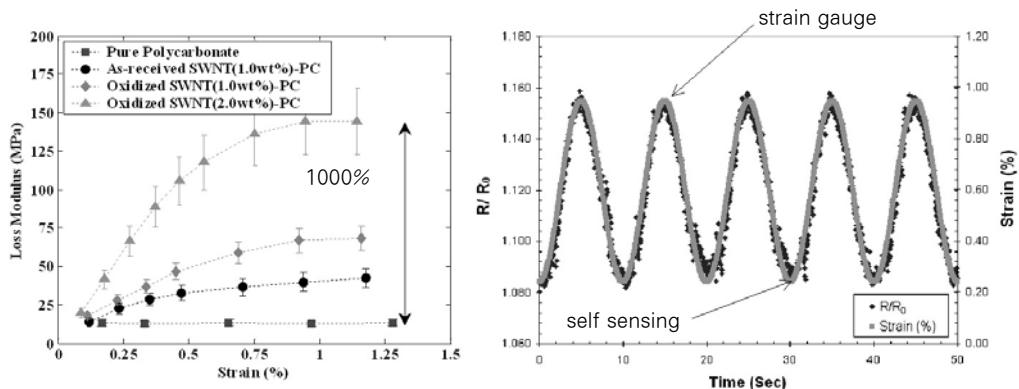 200
175
150
125
100
75
50
25
0
Loss Modulus (MPa)
Pure Polycarbonate
As-received SWNT(1.0wt%)-PC
Oxidized SWNT(1.0wt%)-PC
Oxidized SWNT(2.0wt%)-PC
1000%
0 0.25 0.5 0.75 1 1.25 1.5
Strain (%)
strain gauge
1.180
1.160
1.140
1.120
1.100
1.080
1.060
R/ R0
1.20
1.00
0.80
0.60
0.40
0.20
0.00
Strain (%)
self sensing
R/R0
Strain (%)
0 10 20 30 40 50
Time (Sec)